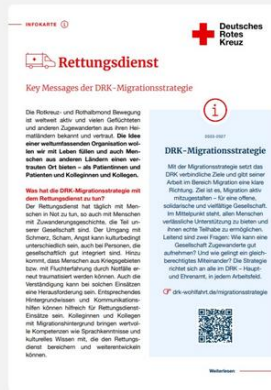 INFOKARTE
Deutsches
Rotes
Kreuz
Rettungsdienst
Key Messages der DRK-Migrationsstrategie
Die Rotkreuz- und Rothalbmond Bewegung
ist weltweit aktiv und vielen Geflüchteten
und anderen Zugewanderten aus ihren Hei-
matländern bekannt und vertraut. Die Idee
einer weltumfassenden Organisation wol-
len wir mit Leben füllen und auch Men-
schen aus anderen Ländern einen ver-
trauten Ort bieten – als Patientinnen und
Patienten und Kolleginnen und Kollegen.
Was hat die DRK-Migrationsstrategie mit
dem Rettungsdienst zu tun?
Der Rettungsdienst hat täglich mit Men-
schen in Not zu tun, so auch mit Menschen
mit Zuwanderungsgeschichte, die Teil un-
serer Gesellschaft sind. Der Umgang mit
Schmerz, Scham, Angst kann kulturbedingt
unterschiedlich sein, auch bei Personen, die
gesellschaftlich gut integriert sind. Hinzu
kommt, dass Menschen aus Kriegsgebieten
bzw. mit Fluchterfahrung durch Notfälle er-
neut traumatisiert werden können. Auch die
Verständigung kann bei solchen Einsätzen
eine Herausforderung sein. Entsprechendes
Hintergrundwissen und Kommunikations-
hilfen können hilfreich für Rettungsdienst-
Einsätze sein. Kolleginnen und Kollegen
mit Migrationshintergrund bringen wertvol-
le Kompetenzen wie Sprachkenntnisse und
kulturelles Wissen mit, die den Rettungs-
dienst bereichern und weiterentwickeln
können.
DRK-Migrationsstrategie
Mit der Migrationsstrategie setzt das
DRK verbindliche Ziele und gibt seiner
Arbeit im Bereich Migration eine klare
Richtung. Ziel ist es, Migration aktiv
mitzugestalten – für eine offene,
solidarische und vielfältige Gesellschaft.
Im Mittelpunkt steht, allen Menschen
verlässliche Unterstützung zu bieten und
ihnen echte Teilhabe zu ermöglichen.
Leitend sind zwei Fragen: Wie kann eine
Gesellschaft Zugewanderte gut
aufnehmen? Und wie gelingt ein gleich-
berechtigtes Miteinander? Die Strategie
richtet sich an alle im DRK – Haupt-
und Ehrenamt, in jedem Arbeitsfeld.
drk-wohlfahrt.de/migrationsstrategie
Weiterlesen